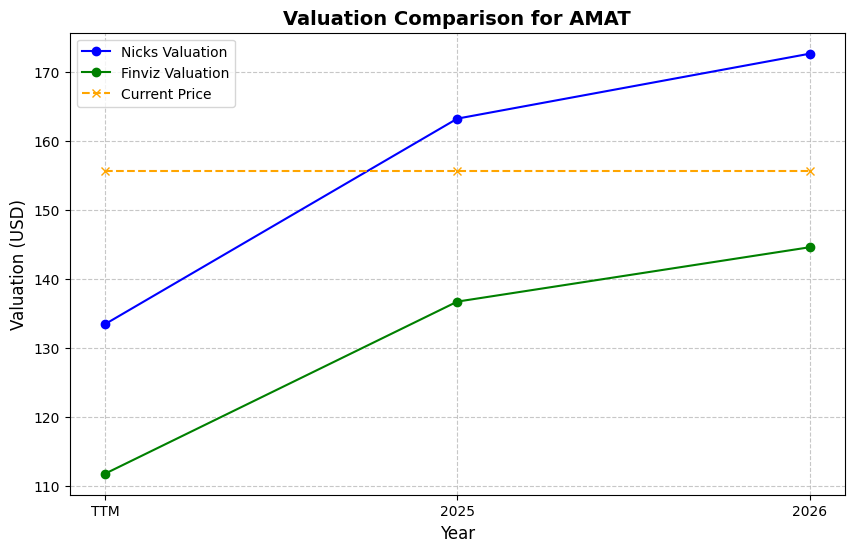 Valuation Comparison for AMAT
Nicks Valuation
Finviz Valuation
Current Price
Valuation (USD)
170
160
150
140
130
120
110
TTM
2025
2026
Year